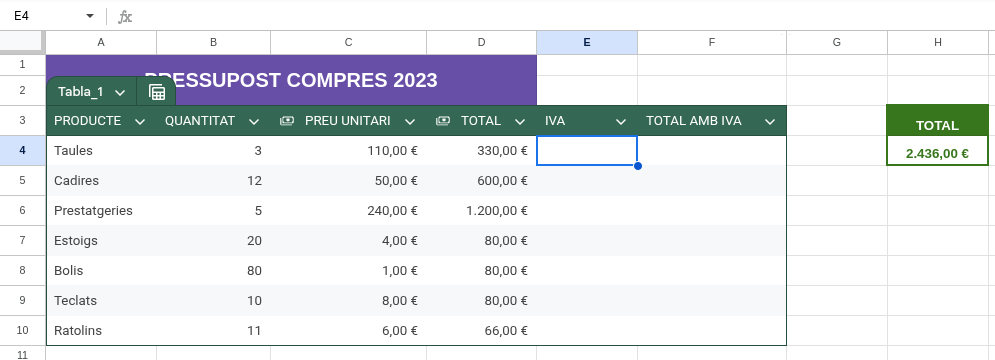 E4
fx
A B C D E F G H
1 PRESSUPOST COMPRES 2023
2 Tabla_1
3 PRODUCTE QUANTITAT PREU UNITARI TOTAL IVA TOTAL AMB IVA TOTAL
4 Taules 3 110,00 € 330,00 € 2.436,00 €
5 Cadires 12 50,00 € 600,00 €
6 Prestatgeries 5 240,00 € 1.200,00 €
7 Estoigs 20 4,00 € 80,00 €
8 Bolis 80 1,00 € 80,00 €
9 Teclats 10 8,00 € 80,00 €
10 Ratolins 11 6,00 € 66,00 €
11